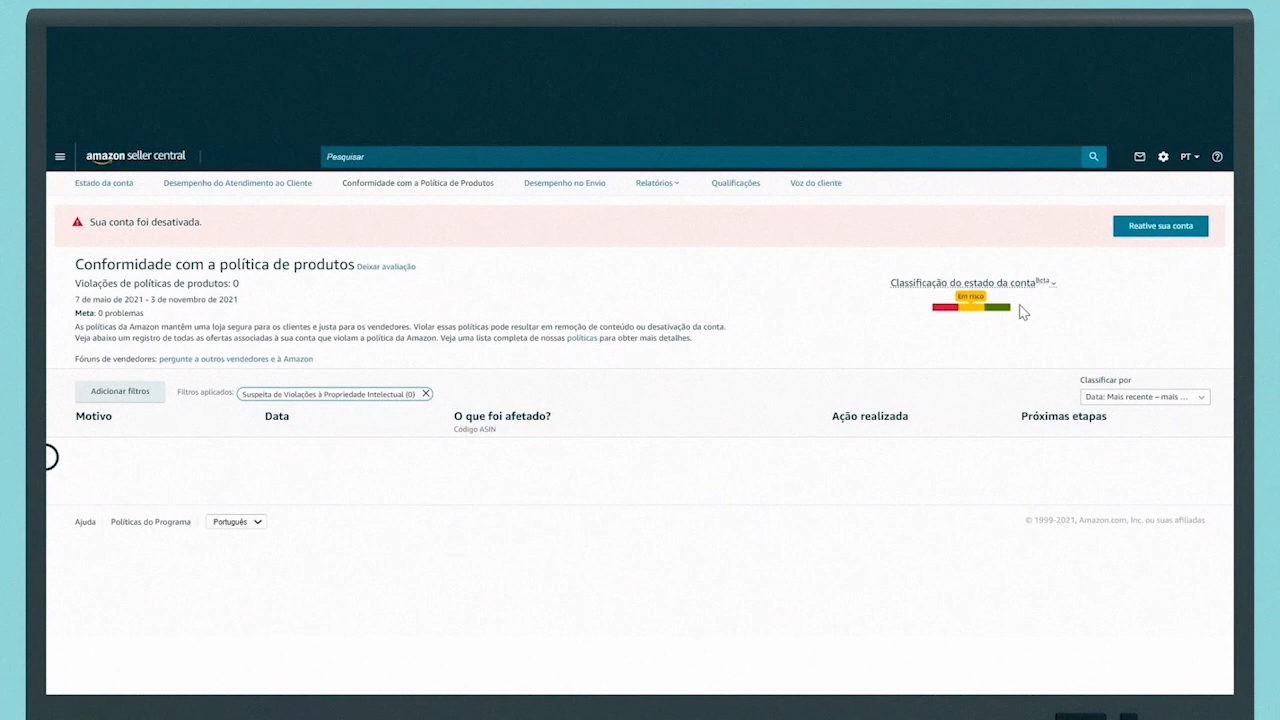 amazon seller central
Pesquisar
PT
Estado da conta
Desempenho do Atendimento ao Cliente
Conformidade com a Política de Produtos
Desempenho no Envio
Relatórios
Qualificações
Voz do cliente
Sua conta foi desativada.
Reative sua conta
Conformidade com a política de produtos Deixar avaliação
Violações de políticas de produtos: 0
7 de maio de 2021 - 3 de novembro de 2021
Meta: 0 problemas
As políticas da Amazon mantêm uma loja segura para os clientes e justa para os vendedores. Violar essas políticas pode resultar em remoção de conteúdo ou desativação da conta.
Veja abaixo um registro de todas as ofertas associadas à sua conta que violam a política da Amazon. Veja uma lista completa de nossas políticas para obter mais detalhes.
Fóruns de vendedores: pergunte a outros vendedores e à Amazon
Classificação do estado da conta Beta
Em risco
Adicionar filtros
Filtros aplicados:
Suspeita de Violações à Propriedade Intelectual (0)
Classificar por
Data: Mais recente – mais ...
Motivo
Data
O que foi afetado?
Código ASIN
Ação realizada
Próximas etapas
Ajuda
Políticas do Programa
Português
© 1999-2021, Amazon.com, Inc. ou suas afiliadas